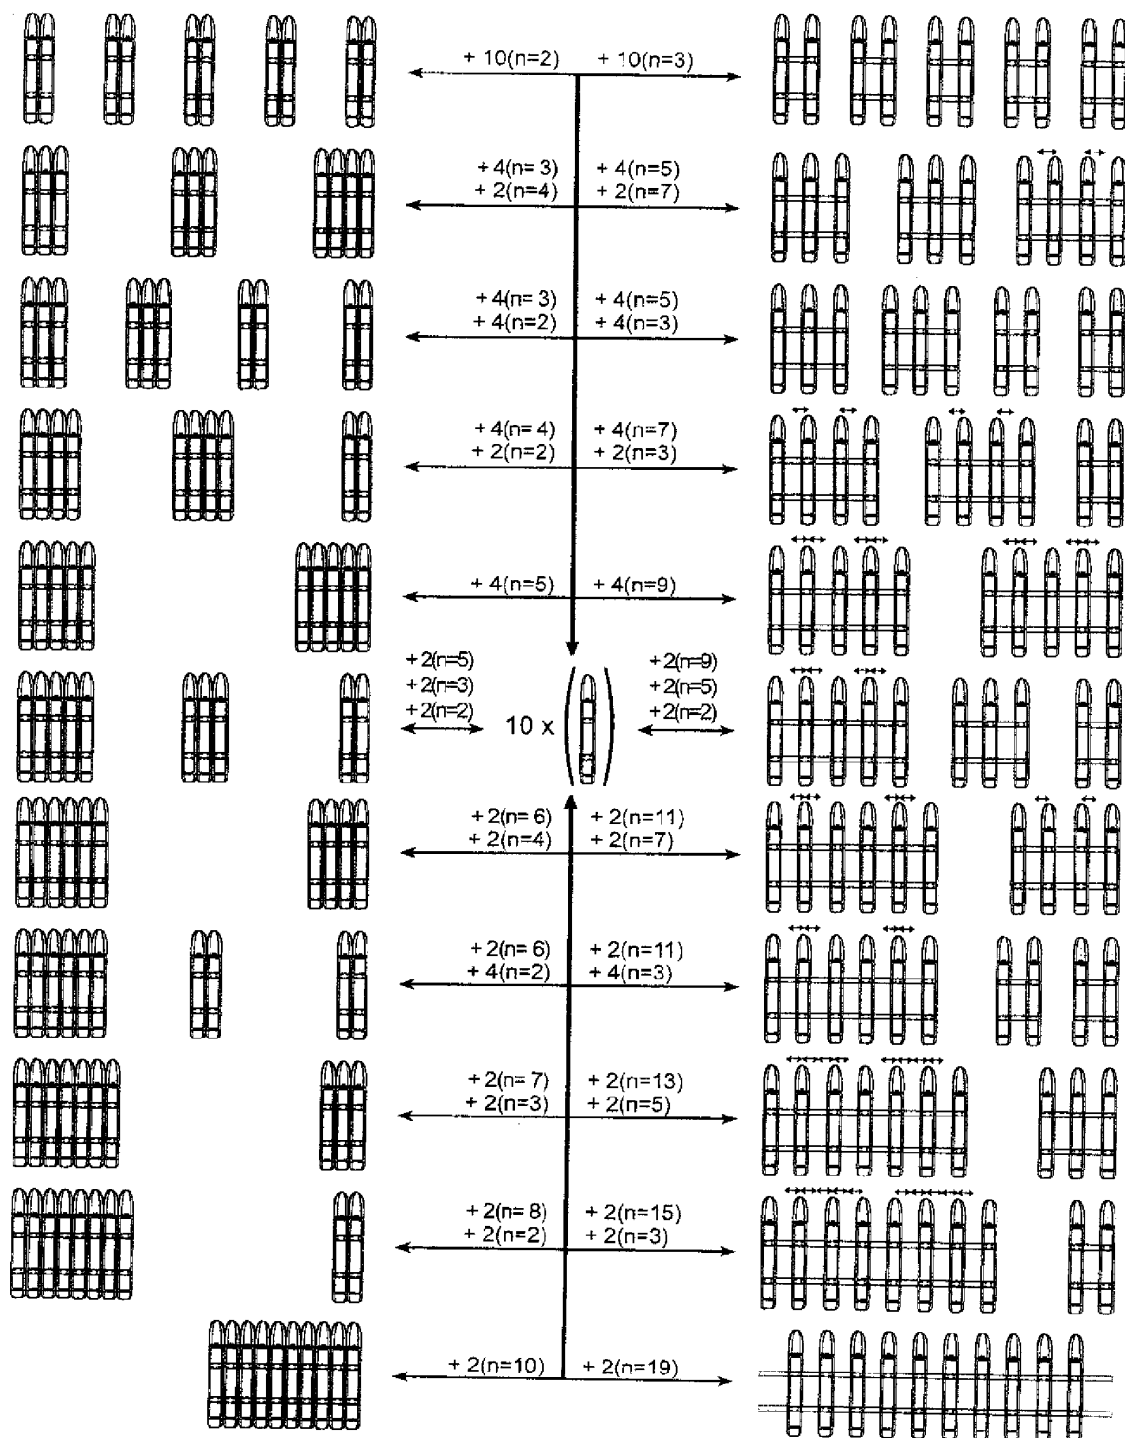 + 10(n=2) + 10(n=3)
+ 4(n= 3) + 4(n=5)
+ 2(n=4) + 2(n=7)
+ 4(n= 3) + 4(n=5)
+ 4(n=2) + 4(n=3)
+ 4(n= 4) + 4(n=7)
+ 2(n=2) + 2(n=3)
+ 4(n=5) + 4(n=9)
+2(n=5) +2(n=9)
+2(n=3) +2(n=5)
+2(n=2) +2(n=2)
10 x
+2(n= 6) + 2(n=11)
+ 2(n=4) + 2(n=7)
+2(n= 6) + 2(n=11)
+ 4(n=2) + 4(n=3)
+ 2(n= 7) + 2(n=13)
+ 2(n=3) + 2(n=5)
+ 2(n= 8) + 2(n=15)
+ 2(n=2) + 2(n=3)
+ 2(n=10) + 2(n=19)